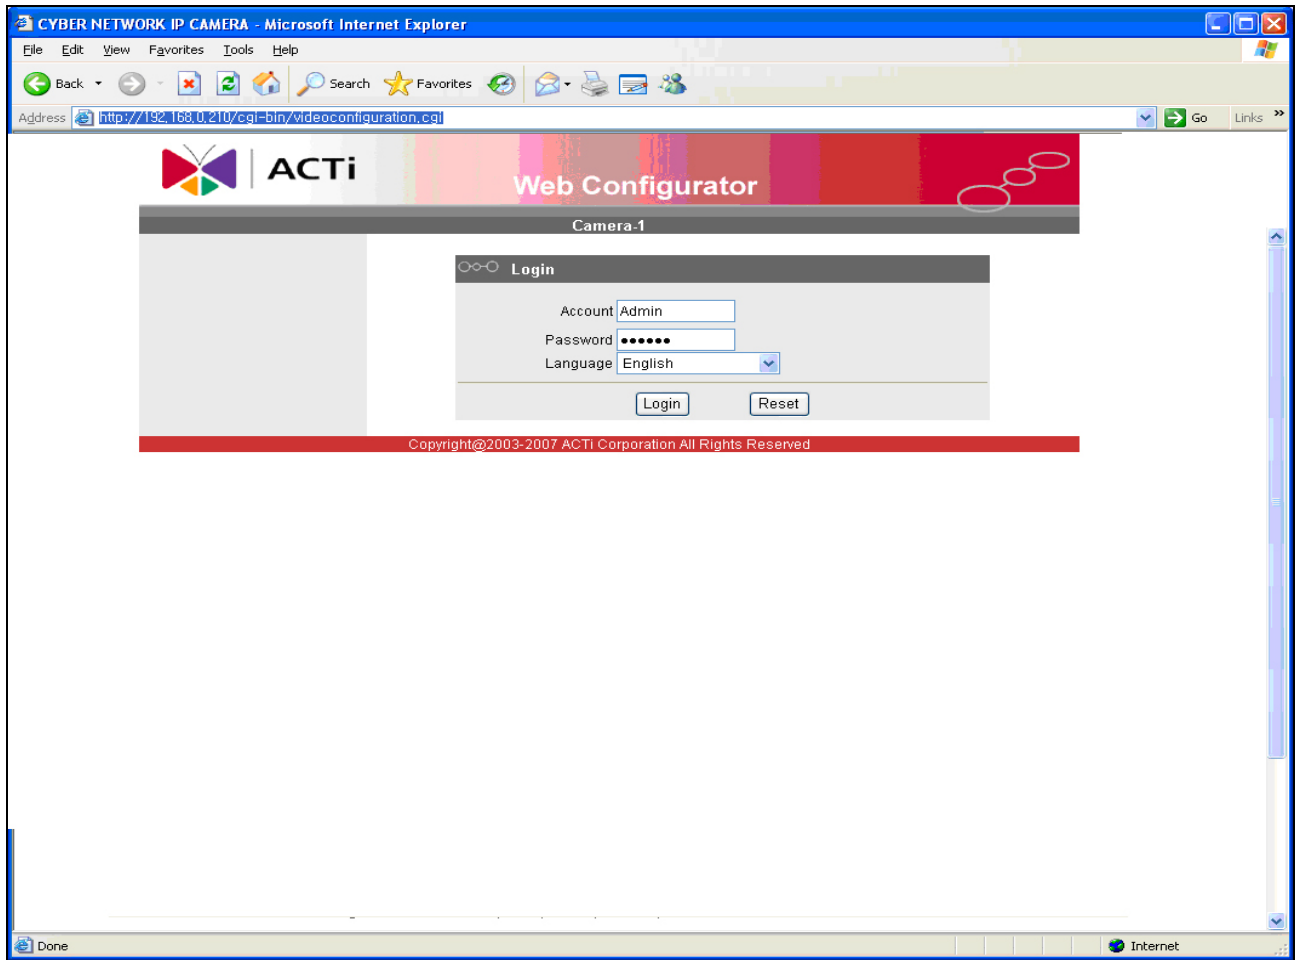 CYBER NETWORK IP CAMERA - Microsoft Internet Explorer
File Edit View Favorites Tools Help
Back Search Favorites
Address http://192.168.0.210/cgi-bin/videoconfiguration.cgi Go Links »
ACTi Web Configurator
Camera-1
Login
Account Admin
Password ••••••
Language English
Login Reset
Copyright@2003-2007 ACTi Corporation All Rights Reserved
Done Internet